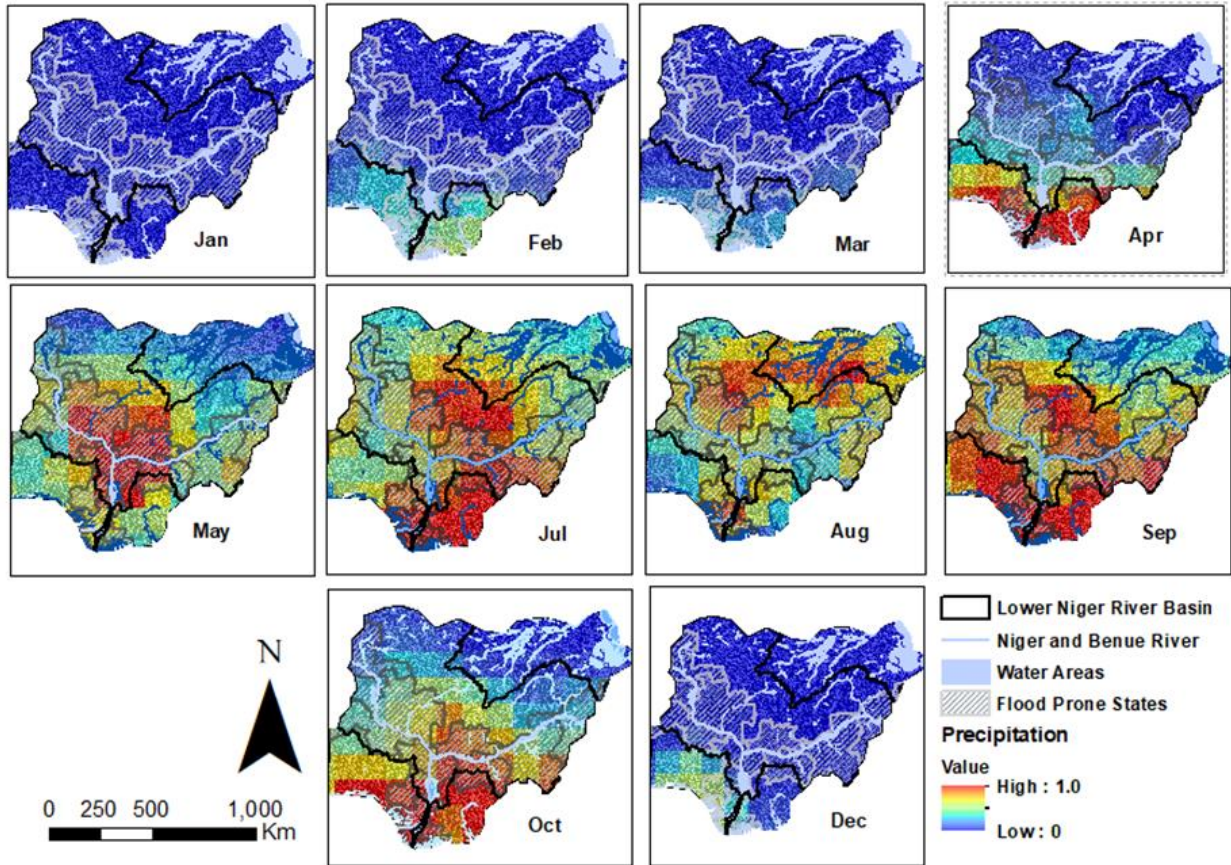 Jan
Feb
Mar
Apr
May
Jul
Aug
Sep
Oct
Dec
N
0 250 500 1,000
Km
Lower Niger River Basin
Niger and Benue River
Water Areas
Flood Prone States
Precipitation
Value
High : 1.0
Low : 0